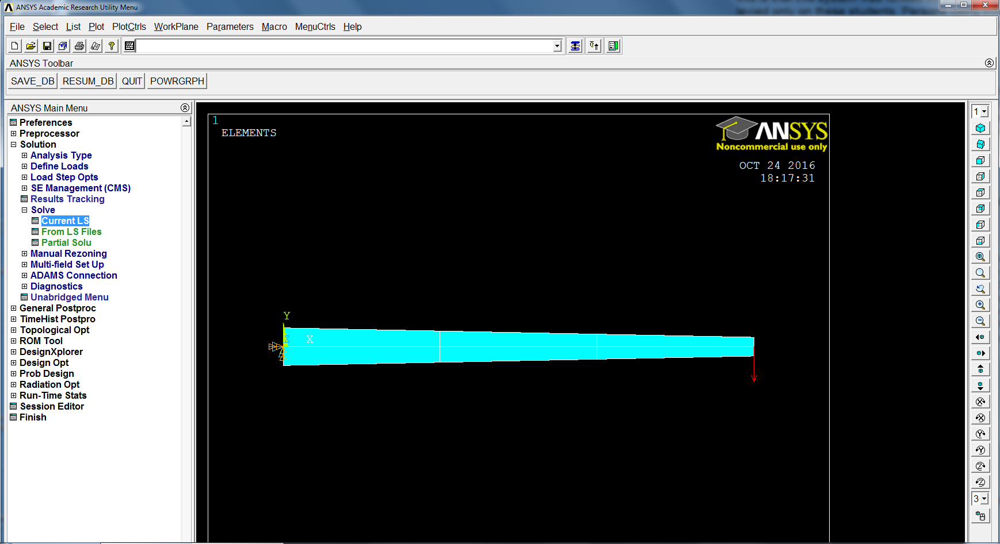 ANSYS Academic Research Utility Menu
File Select List Plot PlotCtrls WorkPlane Parameters Macro MenuCtrls Help
ANSYS Toolbar
SAVE_DB RESUM_DB QUIT POWRGRPH
ANSYS Main Menu
Preferences
Preprocessor
Solution
Analysis Type
Define Loads
Load Step Opts
SE Management (CMS)
Results Tracking
Solve
Current LS
From LS Files
Partial Solu
Manual Rezoning
Multi-field Set Up
ADAMS Connection
Diagnostics
Unabridged Menu
General Postproc
TimeHist Postpro
Topological Opt
ROM Tool
DesignXplorer
Design Opt
Prob Design
Radiation Opt
Run-Time Stats
Session Editor
Finish
1
ELEMENTS
ANSYS
Noncommercial use only
OCT 24 2016
18:17:31
Y
Z X
1
3